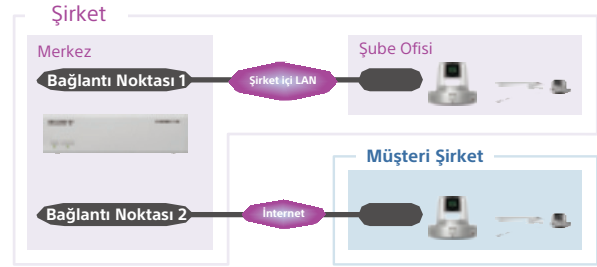 Şirket
Merkez
Şube Ofisi
Bağlantı Noktası 1
Şirket içi LAN
Müşteri Şirket
Bağlantı Noktası 2
İnternet